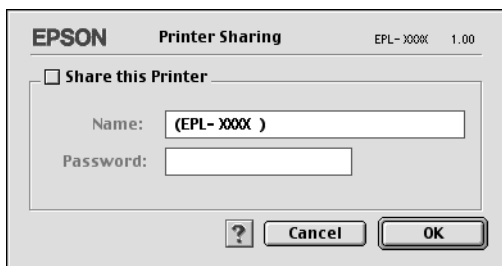 EPSON Printer Sharing EPL-XXXX 1.00
Share this Printer
Name: (EPL-XXXX )
Password:
? Cancel OK